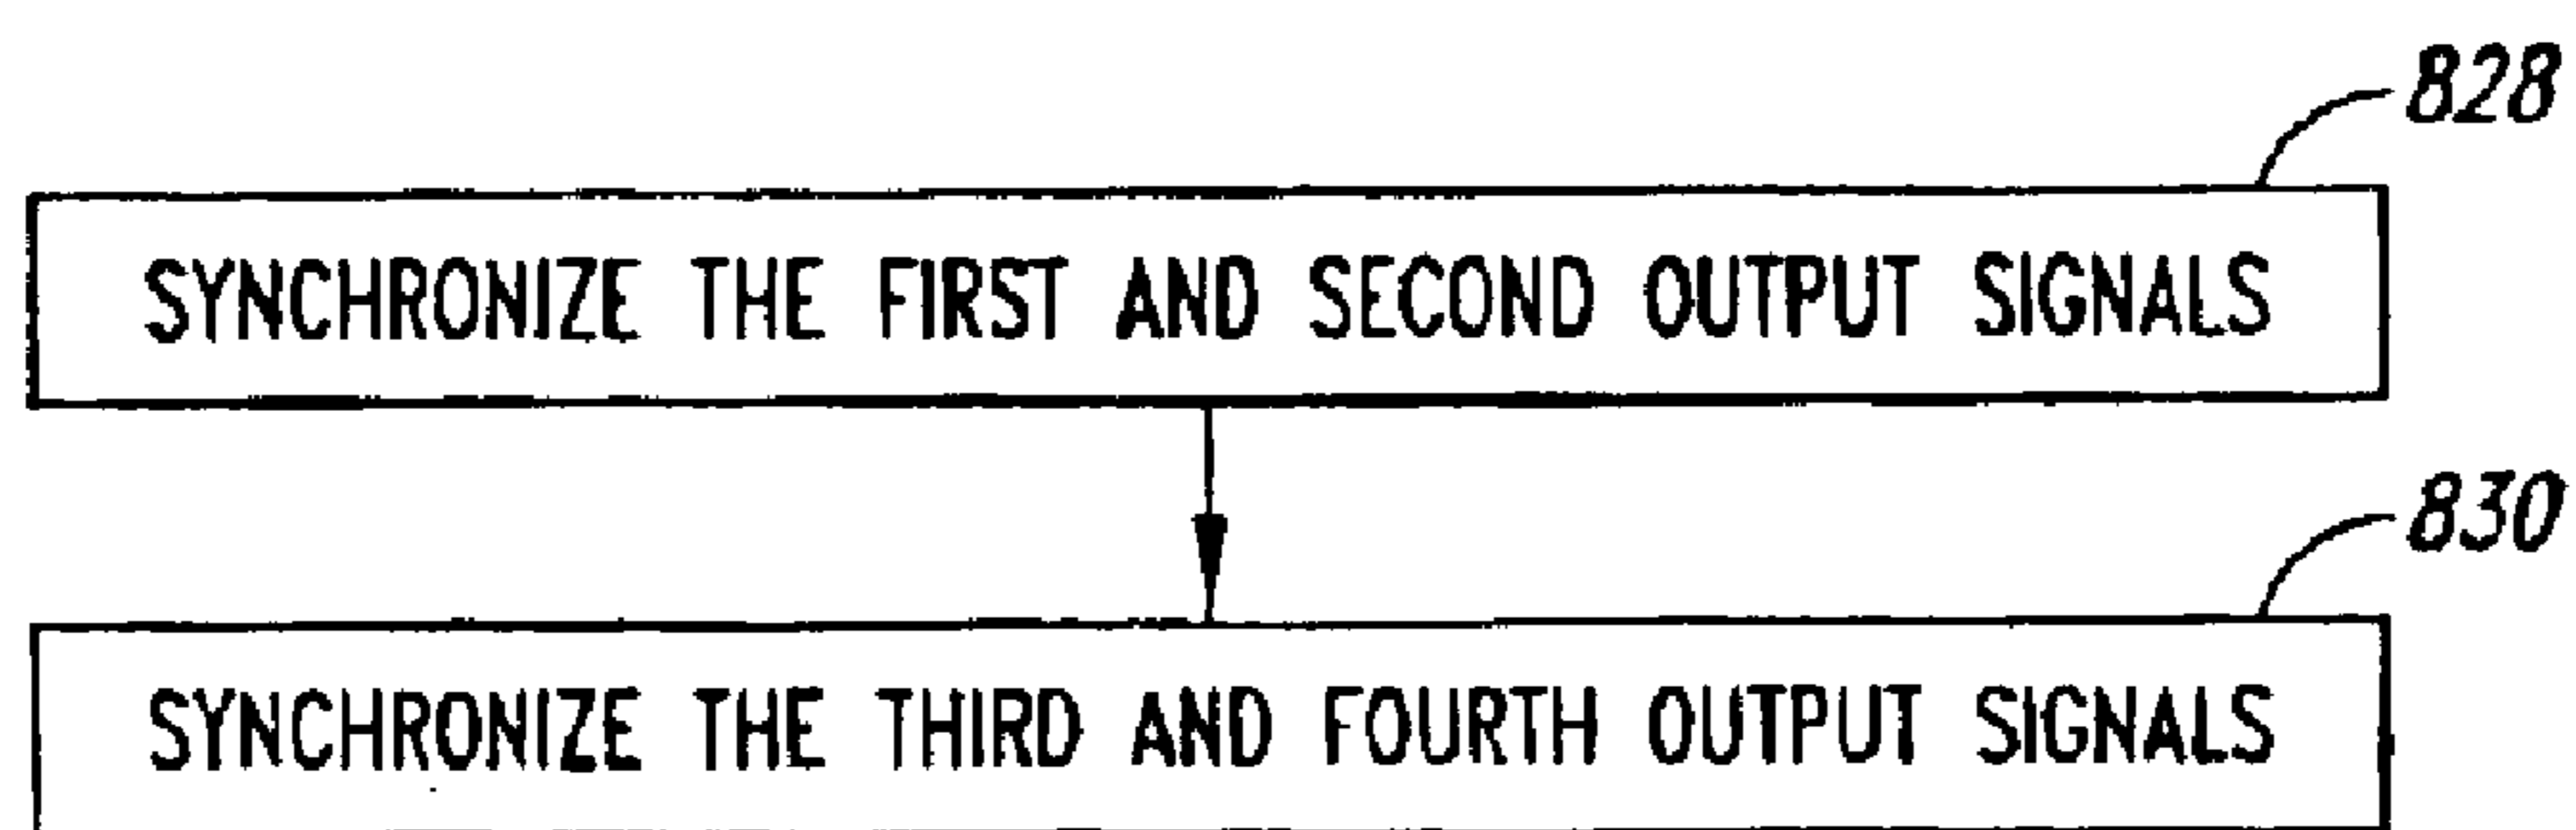 828
SYNCHRONIZE THE FIRST AND SECOND OUTPUT SIGNALS
830
SYNCHRONIZE THE THIRD AND FOURTH OUTPUT SIGNALS